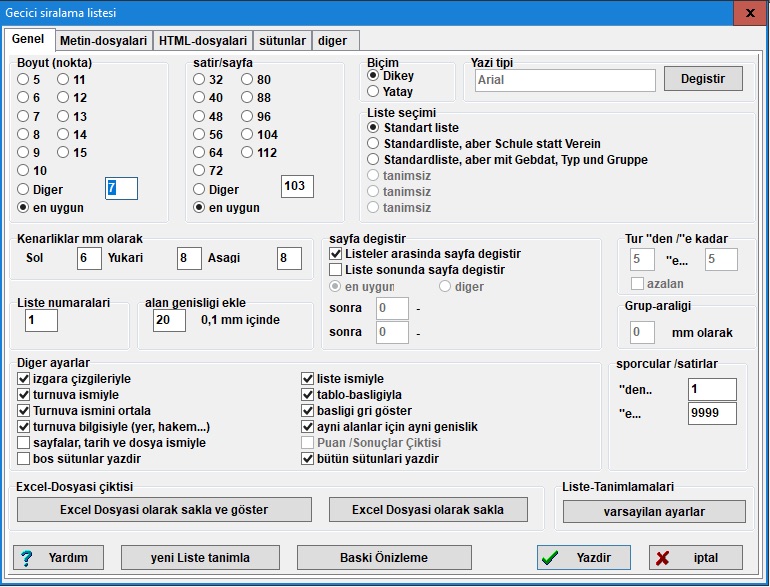 Gecici siralama listesi
x
Genel Metin-dosyalari HTML-dosyalari sütunlar diger
Boyut (nokta)
5 11
6 12
7 13
8 14
9 15
10
Diger 7
en uygun
satir/sayfa
32 80
40 88
48 96
56 104
64 112
72
Diger 103
en uygun
Biçim
Dikey
Yatay
Yazi tipi
Arial Degistir
Liste seçimi
Standart liste
Standardliste, aber Schule statt Verein
Standardliste, aber mit Gebdat, Typ und Gruppe
tanimsiz
tanimsiz
tanimsiz
Kenarliklar mm olarak
Sol 6 Yukari 8 Asagi 8
sayfa degistir
Listeler arasinda sayfa degistir
Liste sonunda sayfa degistir
en uygun diger
sonra 0 -
sonra 0 -
Tur "den /"e kadar
5 "e... 5
azalan
Liste numaralari
1
alan genisligi ekle
20 0,1 mm içinde
Grup-araligi
0 mm olarak
Diger ayarlar
izgara çizgileriyle
turnuva ismiyle
Turnuva ismini ortala
turnuva bilgisiyle (yer, hakem...)
sayfalar, tarih ve dosya ismiyle
bos sütunlar yazdir
liste ismiyle
tablo-basligiyla
basligi gri göster
ayni alanlar için ayni genislik
Puan /Sonuçlar Çiktisi
bütün sütunlari yazdir
sporcular /satirlar
"den.. 1
"e... 9999
Excel-Dosyasi çiktisi
Excel Dosyasi olarak sakla ve göster Excel Dosyasi olarak sakla
Liste-Tanimlamalari
varsayilan ayarlar
? Yardım yeni Liste tanimla Baski Önizleme Yazdir iptal